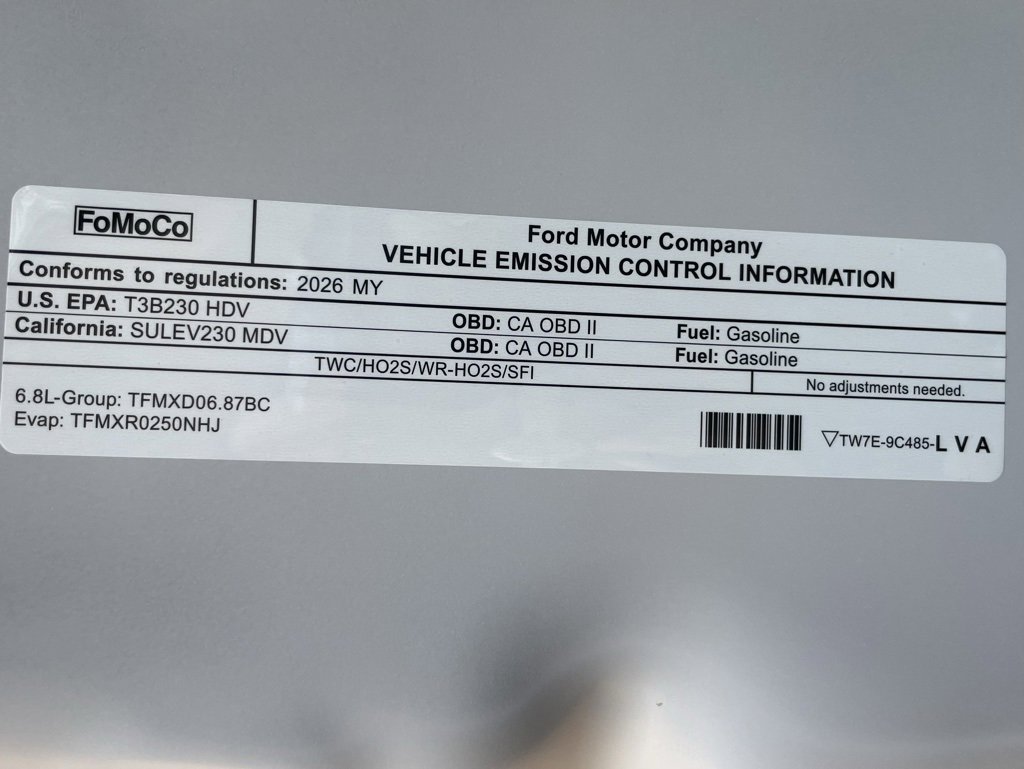 FoMoCo
Ford Motor Company
VEHICLE EMISSION CONTROL INFORMATION
Conforms to regulations: 2026 MY
U.S. EPA: T3B230 HDV OBD: CA OBD II Fuel: Gasoline
California: SULEV230 MDV OBD: CA OBD II Fuel: Gasoline
TWC/HO2S/WR-HO2S/SFI No adjustments needed.
6.8L-Group: TFMXD06.87BC
Evap: TFMXR0250NHJ
▽TW7E-9C485-L V A